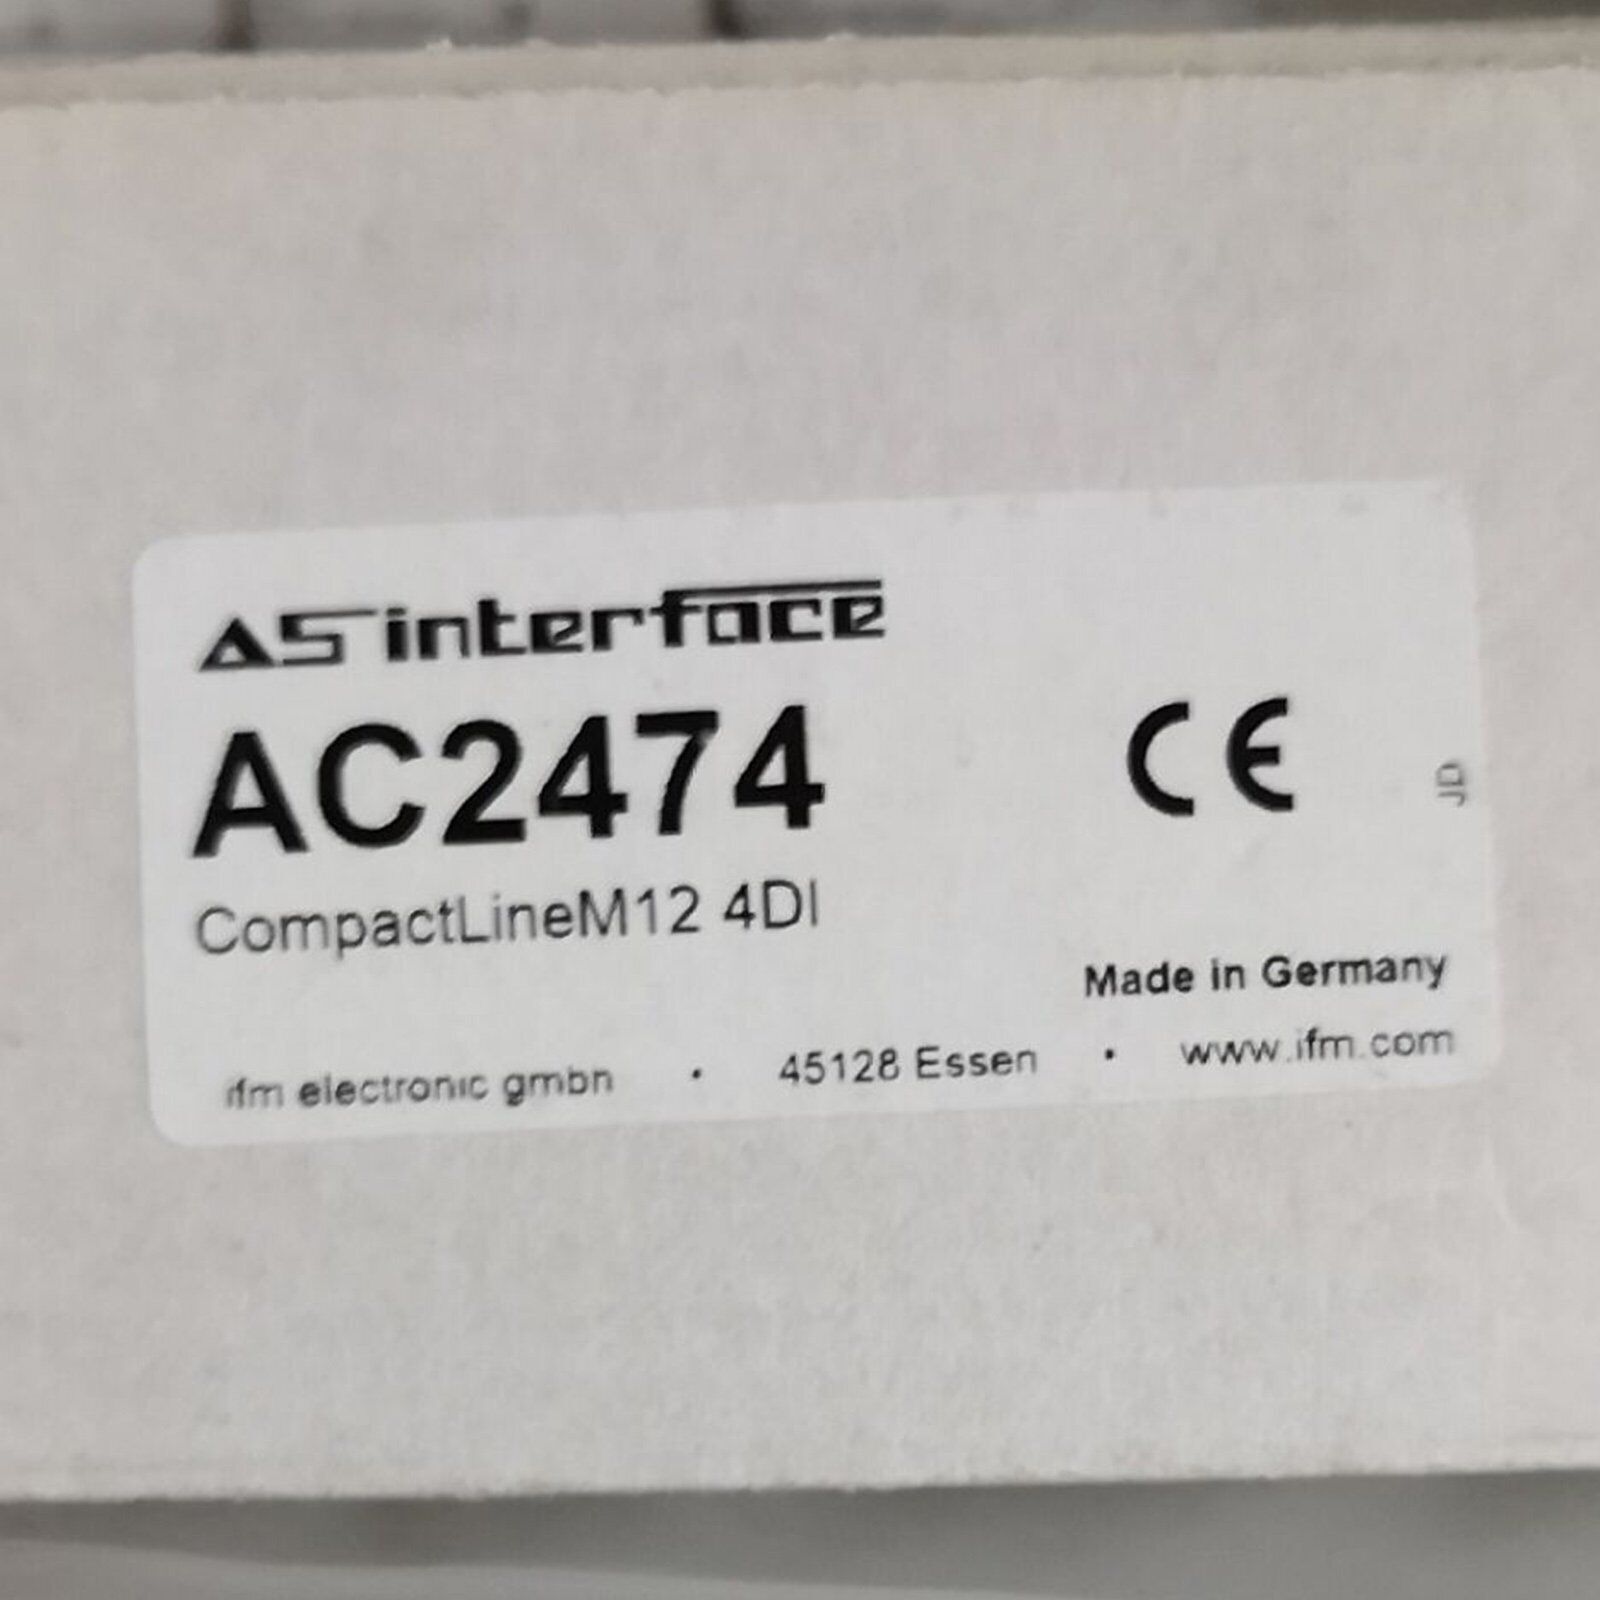 AS interface
AC2474
CE
JD
CompactLineM12 4DI
Made in Germany
ifm electronic gmbh • 45128 Essen • www.ifm.com